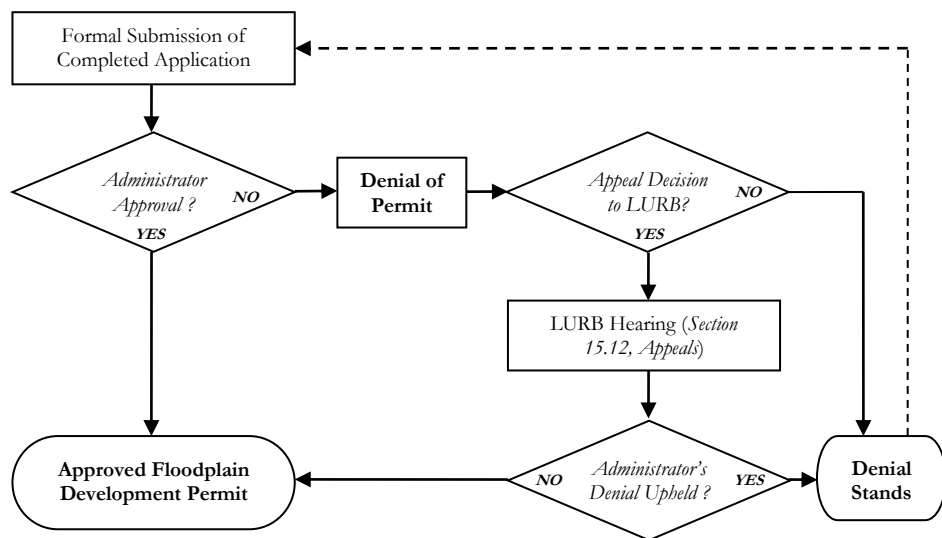 Formal Submission of
Completed Application
Administrator
Approval ?
NO
YES
Denial of
Permit
Appeal Decision
to LURB?
NO
YES
LURB Hearing (Section
15.12, Appeals)
Approved Floodplain
Development Permit
NO
Administrator’s
Denial Upheld ?
YES
Denial
Stands